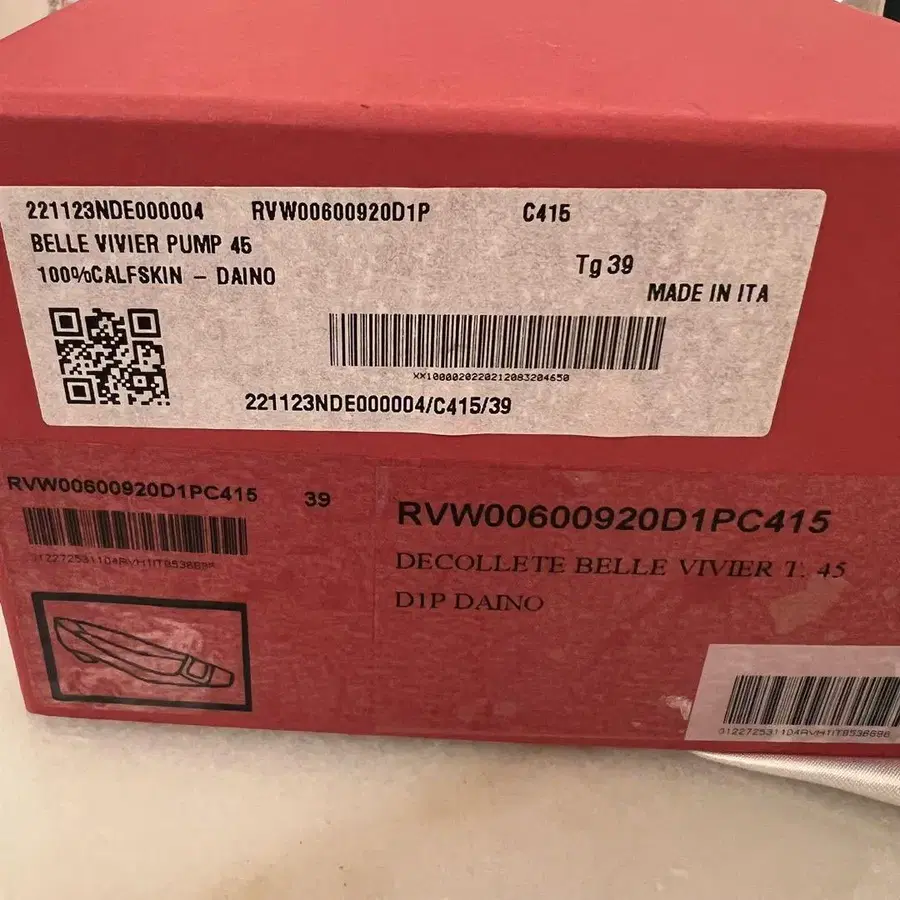 221123NDE000004 RVW00600920D1P C415
BELLE VIVIER PUMP 45
100%CALFSKIN – DAINO
Tg 39
MADE IN ITA
XX1000020220212083204650
221123NDE000004/C415/39
RVW00600920D1PC415 39
RVW00600920D1PC415
DECOLLETE BELLE VIVIER T. 45
D1P DAINO